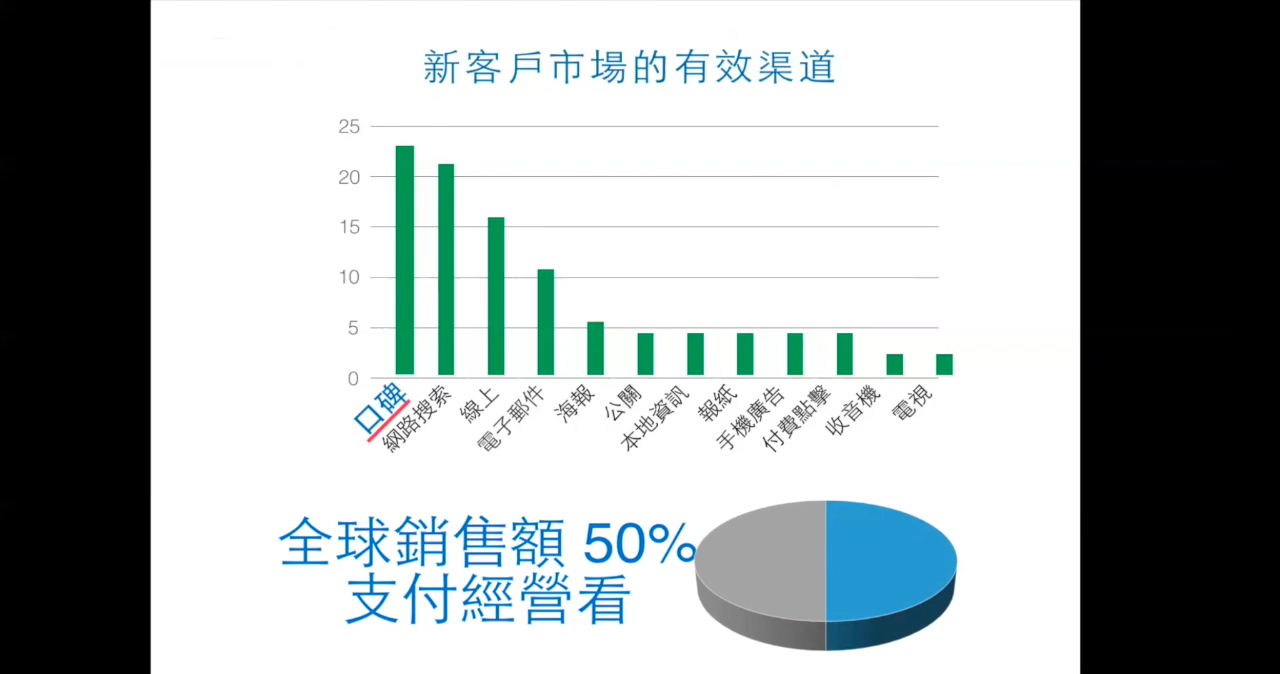 新客戶市場的有效渠道
25
20
15
10
5
0
口碑
網路搜索
線上
電子郵件
海報
公關
本地資訊
報紙
手機廣告
付費點擊
收音機
電視
全球銷售額 50%
支付經營看